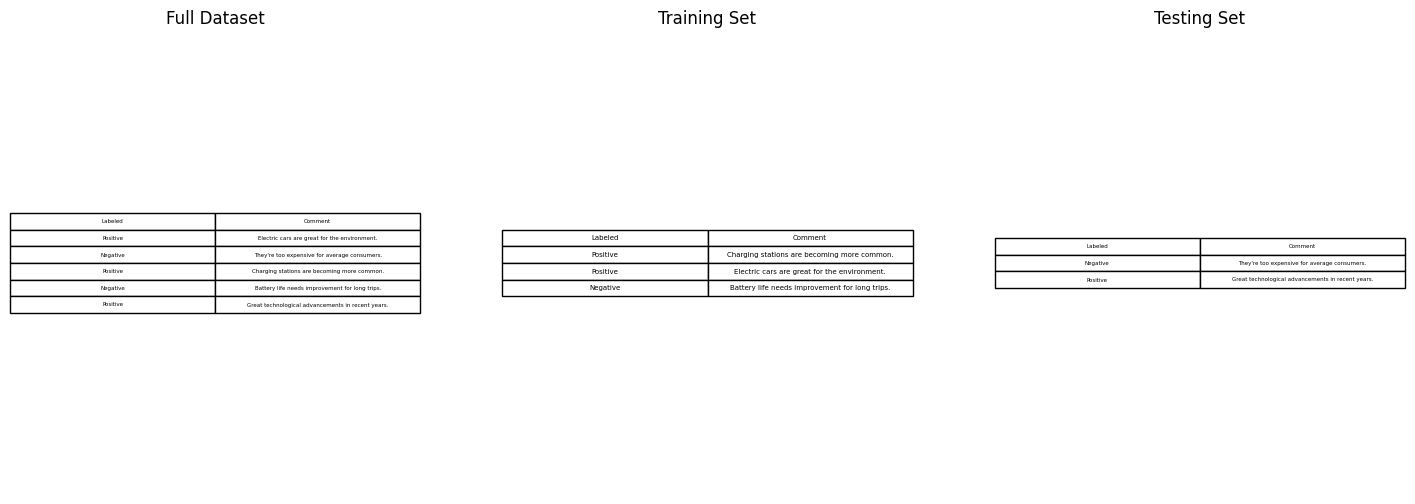 Full Dataset
Labeled Comment
Positive Electric cars are great for the environment.
Negative They're too expensive for average consumers.
Positive Charging stations are becoming more common.
Negative Battery life needs improvement for long trips.
Positive Great technological advancements in recent years.
Training Set
Labeled Comment
Positive Charging stations are becoming more common.
Positive Electric cars are great for the environment.
Negative Battery life needs improvement for long trips.
Testing Set
Labeled Comment
Negative They're too expensive for average consumers.
Positive Great technological advancements in recent years.